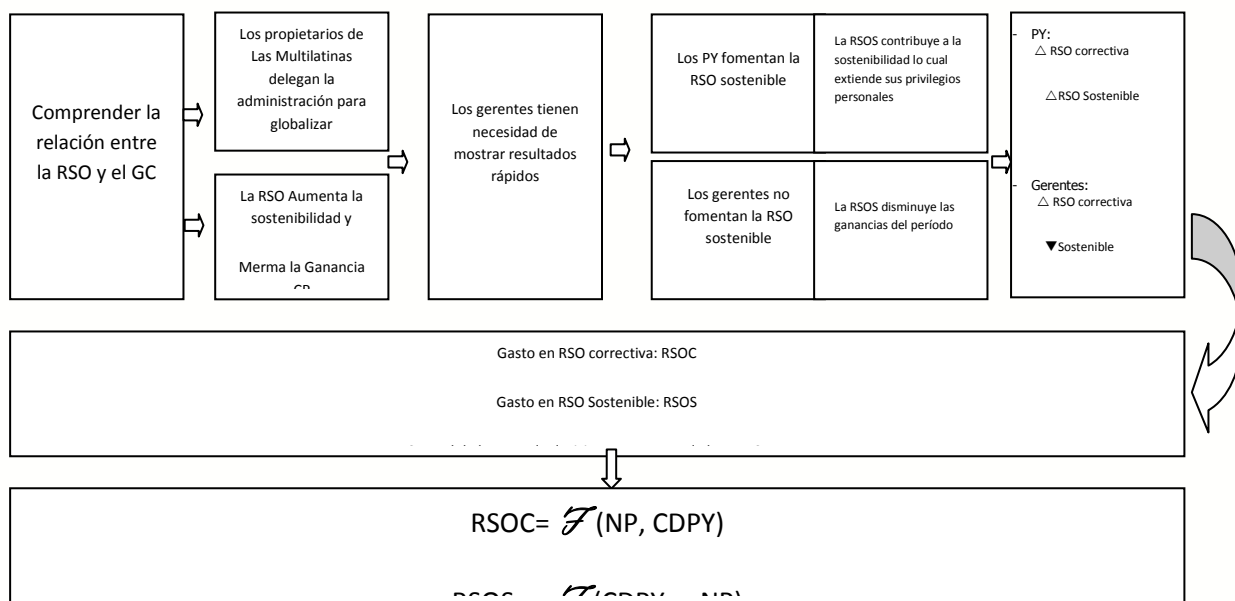 Comprender la
relación entre
la RSO y el GC
Los propietarios de
Las Multilatinas
delegan la
administración para
globalizar
La RSO Aumenta la
sostenibilidad y
Merma la Ganancia
Los gerentes tienen
necesidad de
mostrar resultados
rápidos
Los PY fomentan la
RSO sostenible
La RSOS contribuye a la
sostenibilidad lo cual
extiende sus privilegios
personales
Los gerentes no
fomentan la RSO
sostenible
La RSOS disminuye las
ganancias del período
- PY:
△ RSO correctiva
△RSO Sostenible
- Gerentes:
△ RSO correctiva
▼Sostenible
Gasto en RSO correctiva: RSOC
Gasto en RSO Sostenible: RSOS
RSOC= ℱ(NP, CDPY)